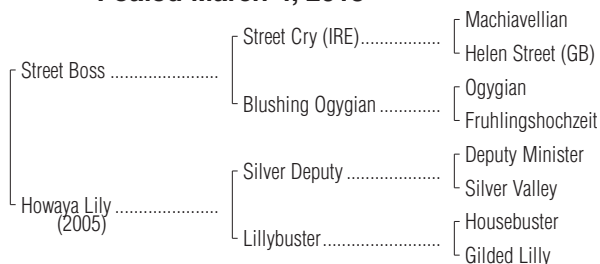 Foaled March 4,
Machiavellian
Street Cry (IRE)
Helen Street (GB)
Street Boss
Ogygian
Blushing Ogygian
Fruhlingshochzeit
Deputy Minister
Silver Deputy
Silver Valley
Howaya Lily
(2005)
Housebuster
Lillybuster
Gilded Lilly